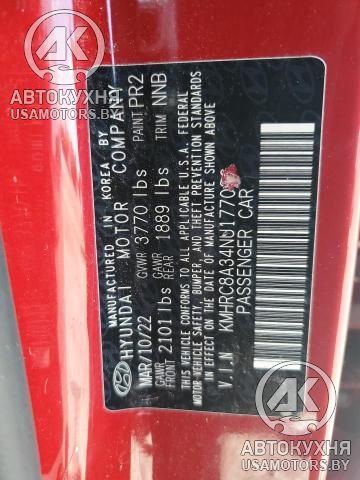 MANUFACTURED IN KOREA BY
HYUNDAI MOTOR COMPANY
MAR/10/22 GVWR 3770 lbs PAINT PR2
GAWR FRONT 2101 lbs GAWR REAR 1889 lbs TRIM NNB
THIS VEHICLE CONFORMS TO ALL APPLICABLE U.S.A. FEDERAL
MOTOR VEHICLE SAFETY, BUMPER, AND THEFT PREVENTION STANDARDS
IN EFFECT ON THE DATE OF MANUFACTURE SHOWN ABOVE.
V.I.N KMHRC8A34NU1770
PASSENGER CAR
АВТОКУХНЯ
USAMOTORS.BY
АВТОКУХНЯ
USAMOTORS.BY